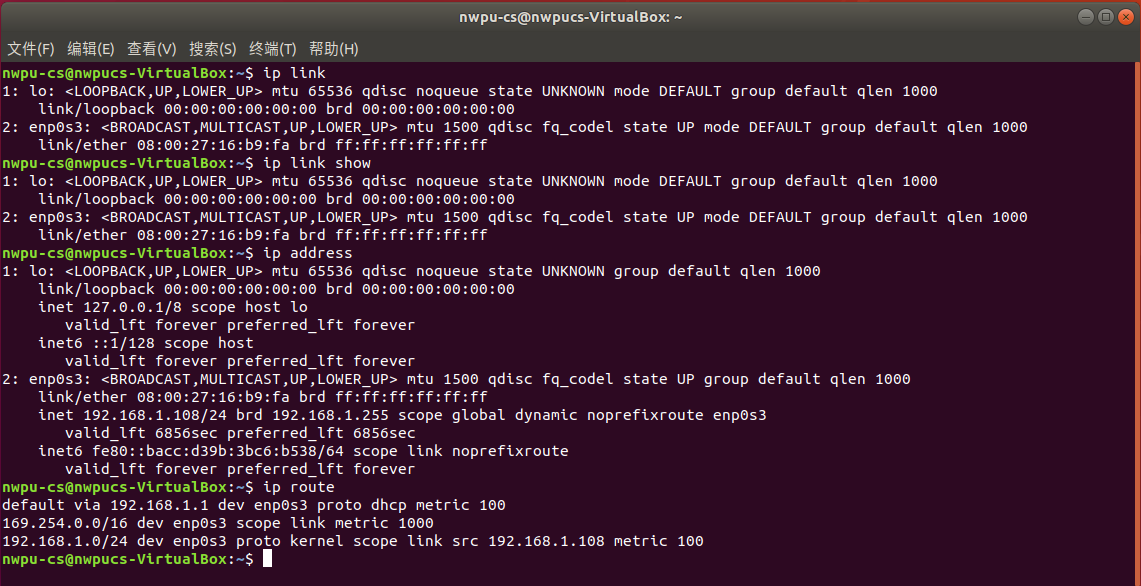 nwpu-cs@nwpucs-VirtualBox: ~
文件(F) 编辑(E) 查看(V) 搜索(S) 终端(T) 帮助(H)
nwpu-cs@nwpucs-VirtualBox:~$ ip link
1: lo: <LOOPBACK,UP,LOWER_UP> mtu 65536 qdisc noqueue state UNKNOWN mode DEFAULT group default qlen 1000
    link/loopback 00:00:00:00:00:00 brd 00:00:00:00:00:00
2: enp0s3: <BROADCAST,MULTICAST,UP,LOWER_UP> mtu 1500 qdisc fq_codel state UP mode DEFAULT group default qlen 1000
    link/ether 08:00:27:16:b9:fa brd ff:ff:ff:ff:ff:ff
nwpu-cs@nwpucs-VirtualBox:~$ ip link show
1: lo: <LOOPBACK,UP,LOWER_UP> mtu 65536 qdisc noqueue state UNKNOWN mode DEFAULT group default qlen 1000
    link/loopback 00:00:00:00:00:00 brd 00:00:00:00:00:00
2: enp0s3: <BROADCAST,MULTICAST,UP,LOWER_UP> mtu 1500 qdisc fq_codel state UP mode DEFAULT group default qlen 1000
    link/ether 08:00:27:16:b9:fa brd ff:ff:ff:ff:ff:ff
nwpu-cs@nwpucs-VirtualBox:~$ ip address
1: lo: <LOOPBACK,UP,LOWER_UP> mtu 65536 qdisc noqueue state UNKNOWN group default qlen 1000
    link/loopback 00:00:00:00:00:00 brd 00:00:00:00:00:00
    inet 127.0.0.1/8 scope host lo
       valid_lft forever preferred_lft forever
    inet6 ::1/128 scope host
       valid_lft forever preferred_lft forever
2: enp0s3: <BROADCAST,MULTICAST,UP,LOWER_UP> mtu 1500 qdisc fq_codel state UP group default qlen 1000
    link/ether 08:00:27:16:b9:fa brd ff:ff:ff:ff:ff:ff
    inet 192.168.1.108/24 brd 192.168.1.255 scope global dynamic noprefixroute enp0s3
       valid_lft 6856sec preferred_lft 6856sec
    inet6 fe80::bacc:d39b:3bc6:b538/64 scope link noprefixroute
       valid_lft forever preferred_lft forever
nwpu-cs@nwpucs-VirtualBox:~$ ip route
default via 192.168.1.1 dev enp0s3 proto dhcp metric 100
169.254.0.0/16 dev enp0s3 scope link metric 1000
192.168.1.0/24 dev enp0s3 proto kernel scope link src 192.168.1.108 metric 100
nwpu-cs@nwpucs-VirtualBox:~$